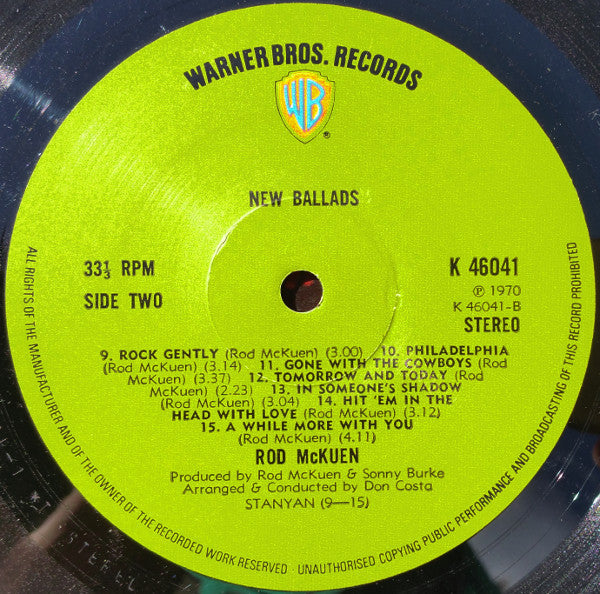 WARNER BROS. RECORDS
WB
®
NEW BALLADS
33⅓ RPM
SIDE TWO
K 46041
℗ 1970
K 46041-B
STEREO
9. ROCK GENTLY (Rod McKuen) (3.00) 10. PHILADELPHIA
(Rod McKuen) (3.14) 11. GONE WITH THE COWBOYS (Rod
McKuen) (3.37) 12. TOMORROW AND TODAY (Rod
McKuen) (2.23) 13. IN SOMEONE'S SHADOW
(Rod McKuen) (3.04) 14. HIT 'EM IN THE
HEAD WITH LOVE (Rod McKuen) (3.12)
15. A WHILE MORE WITH YOU
(Rod McKuen) (4.11)
ROD McKUEN
Produced by Rod McKuen & Sonny Burke
Arranged & Conducted by Don Costa
STANYAN (9—15)
ALL RIGHTS OF THE MANUFACTURER AND OF THE OWNER OF THE RECORDED WORK RESERVED · UNAUTHORISED COPYING PUBLIC PERFORMANCE AND BROADCASTING OF THIS RECORD PROHIBITED
STEREO